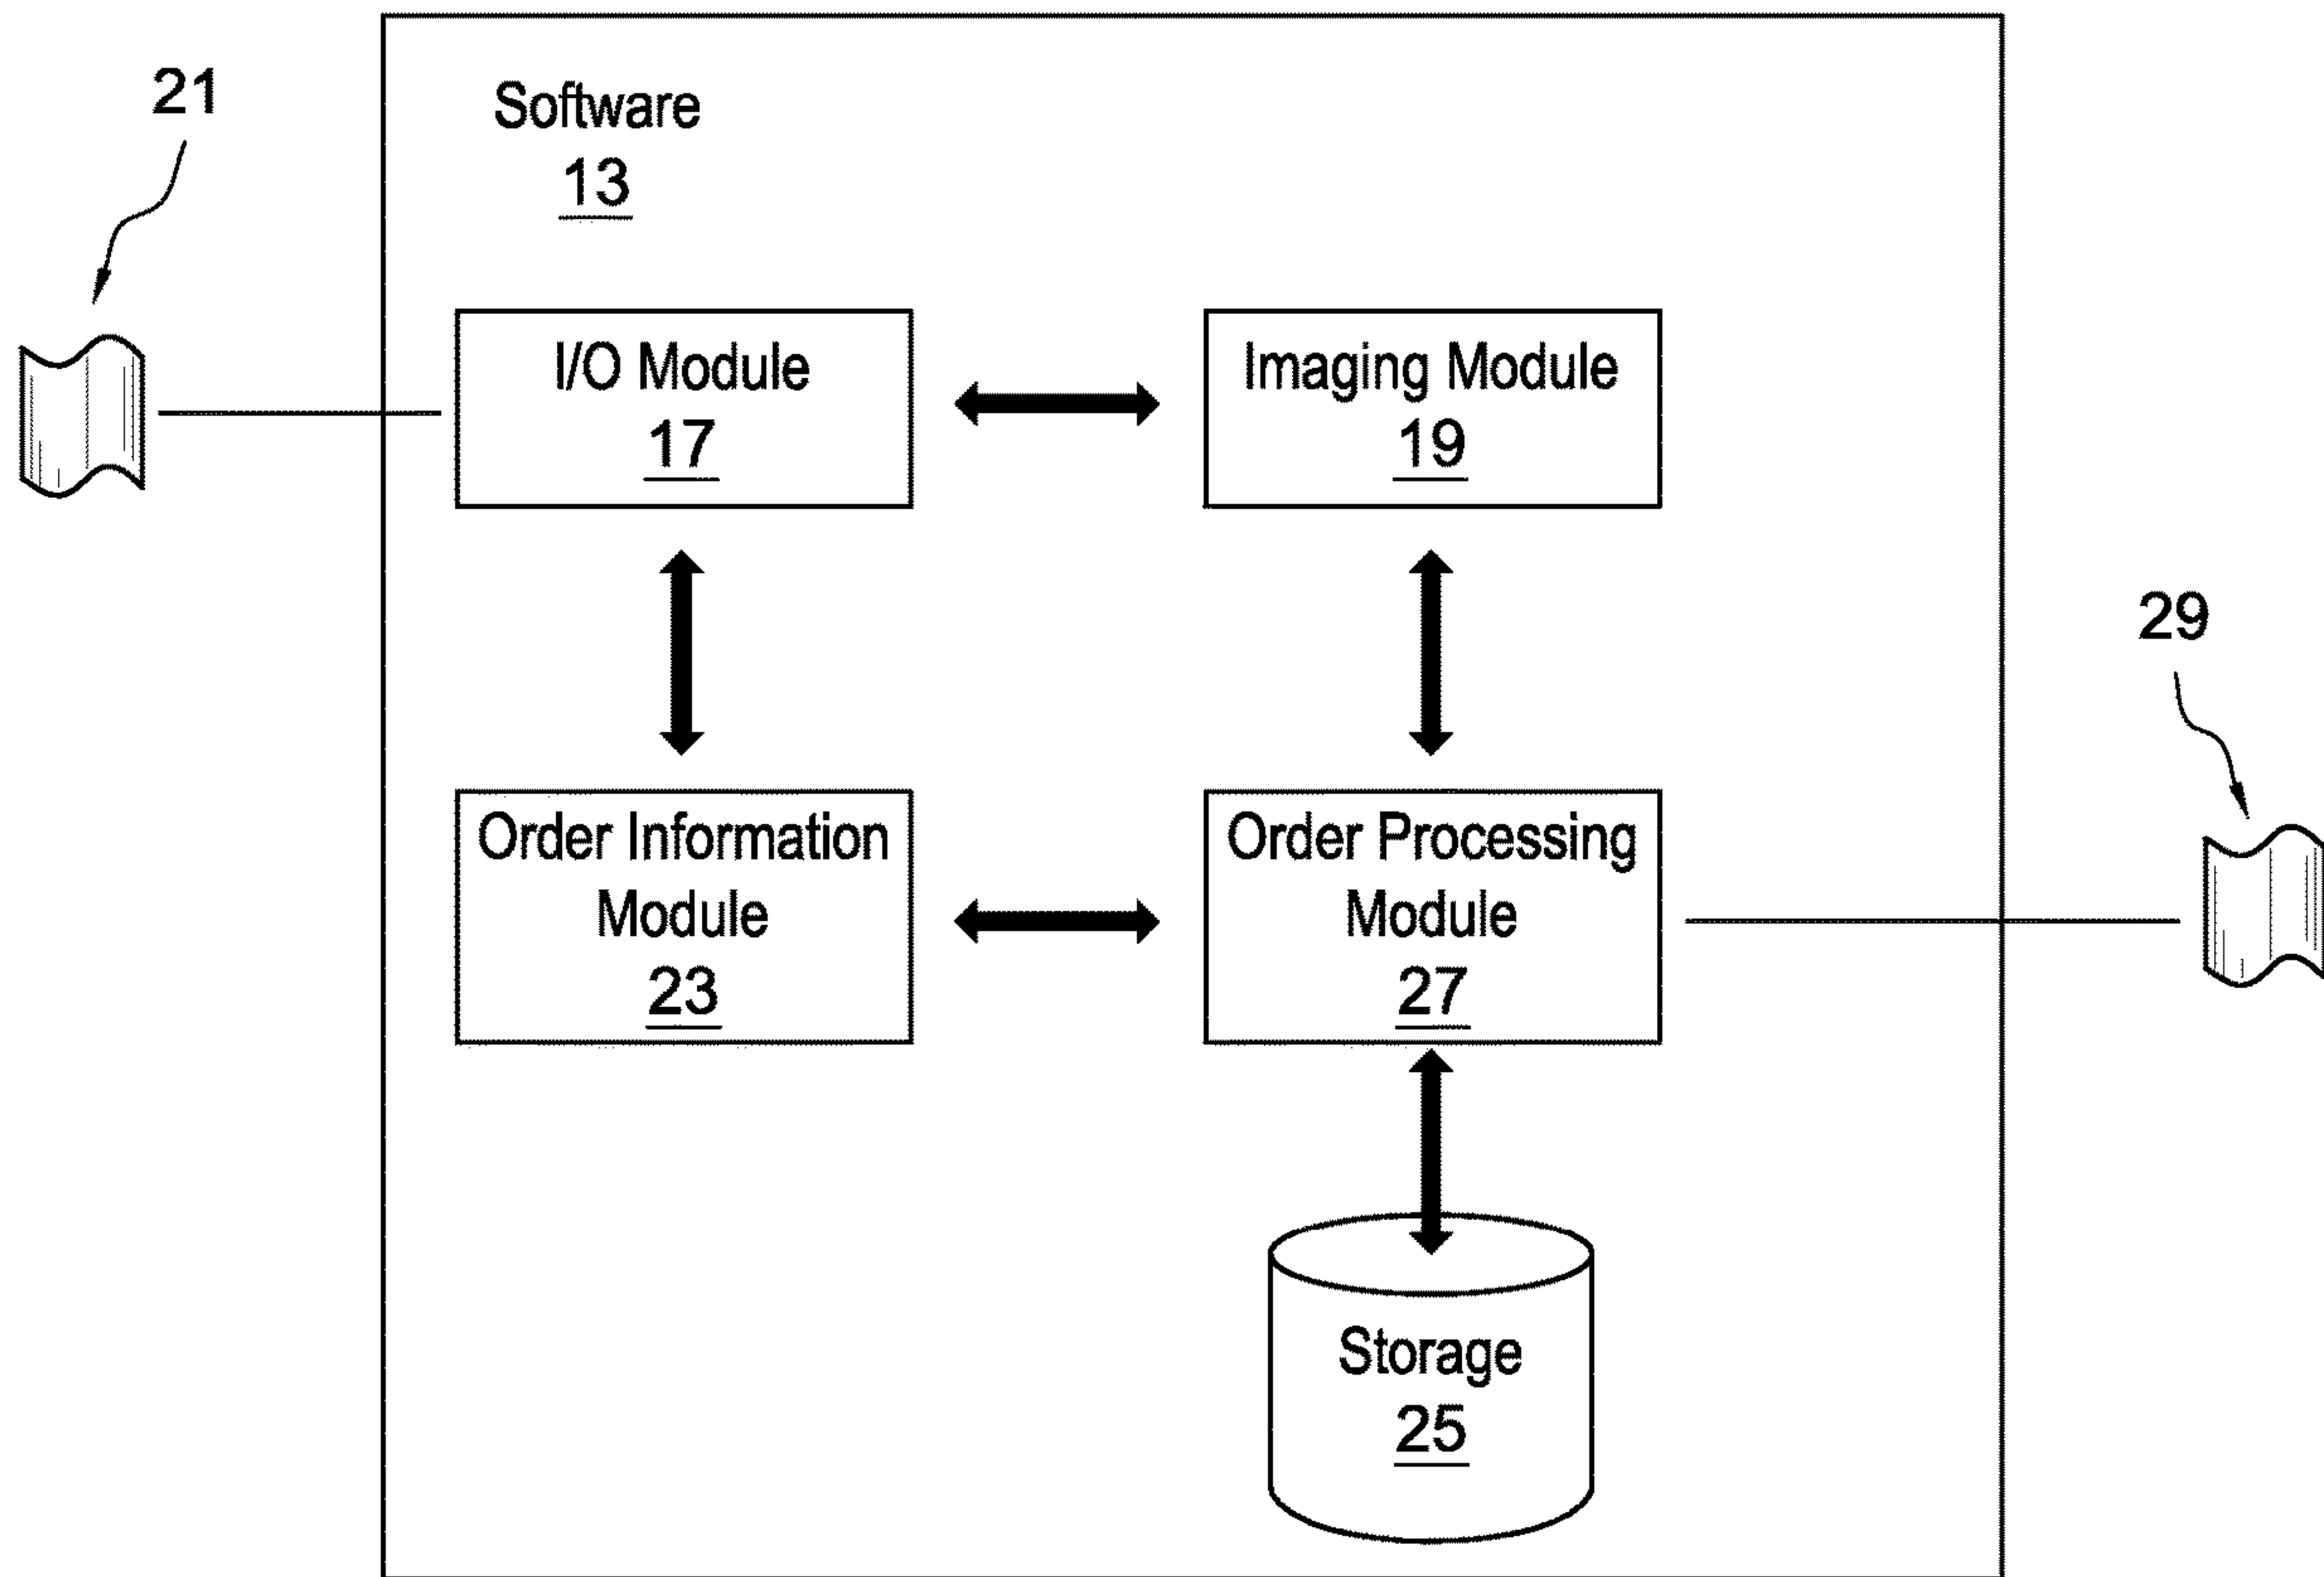 21
Software
13
I/O Module
17
Imaging Module
19
29
Order Information
Module
23
Order Processing
Module
27
Storage
25